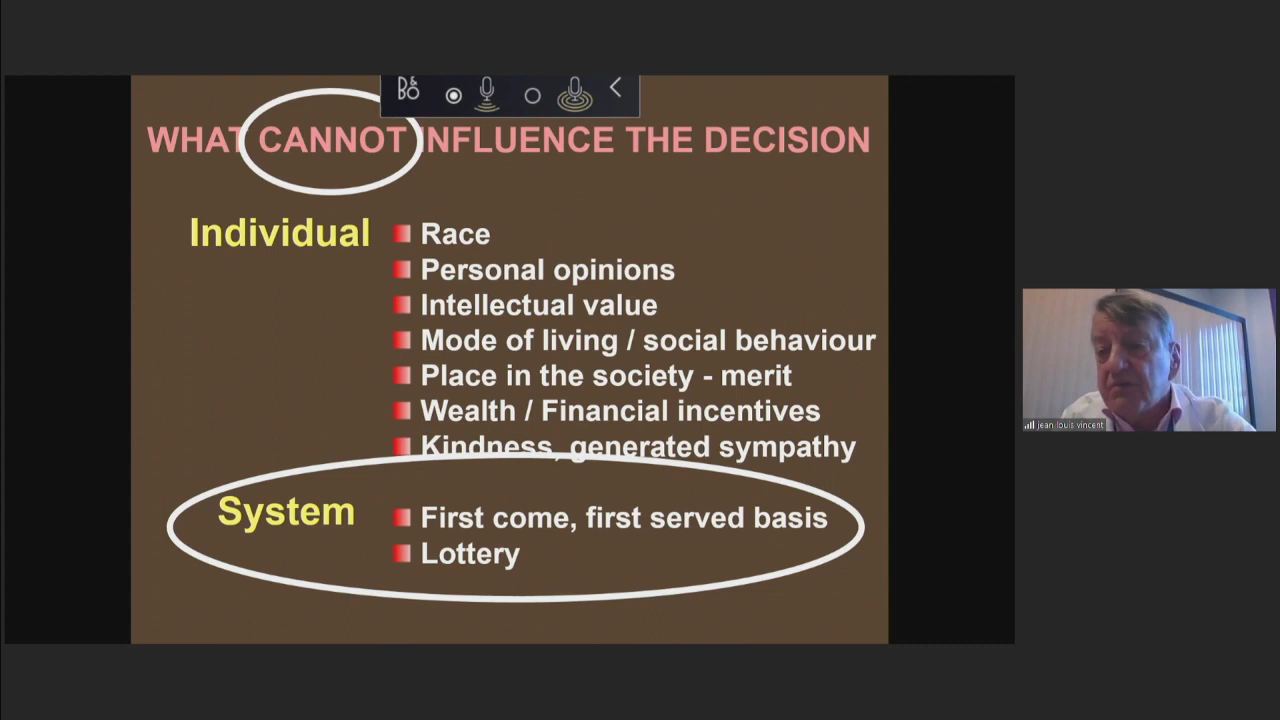 B&O
WHAT CANNOT INFLUENCE THE DECISION
Individual
Race
Personal opinions
Intellectual value
Mode of living / social behaviour
Place in the society - merit
Wealth / Financial incentives
Kindness, generated sympathy
System
First come, first served basis
Lottery
jean louis vincent